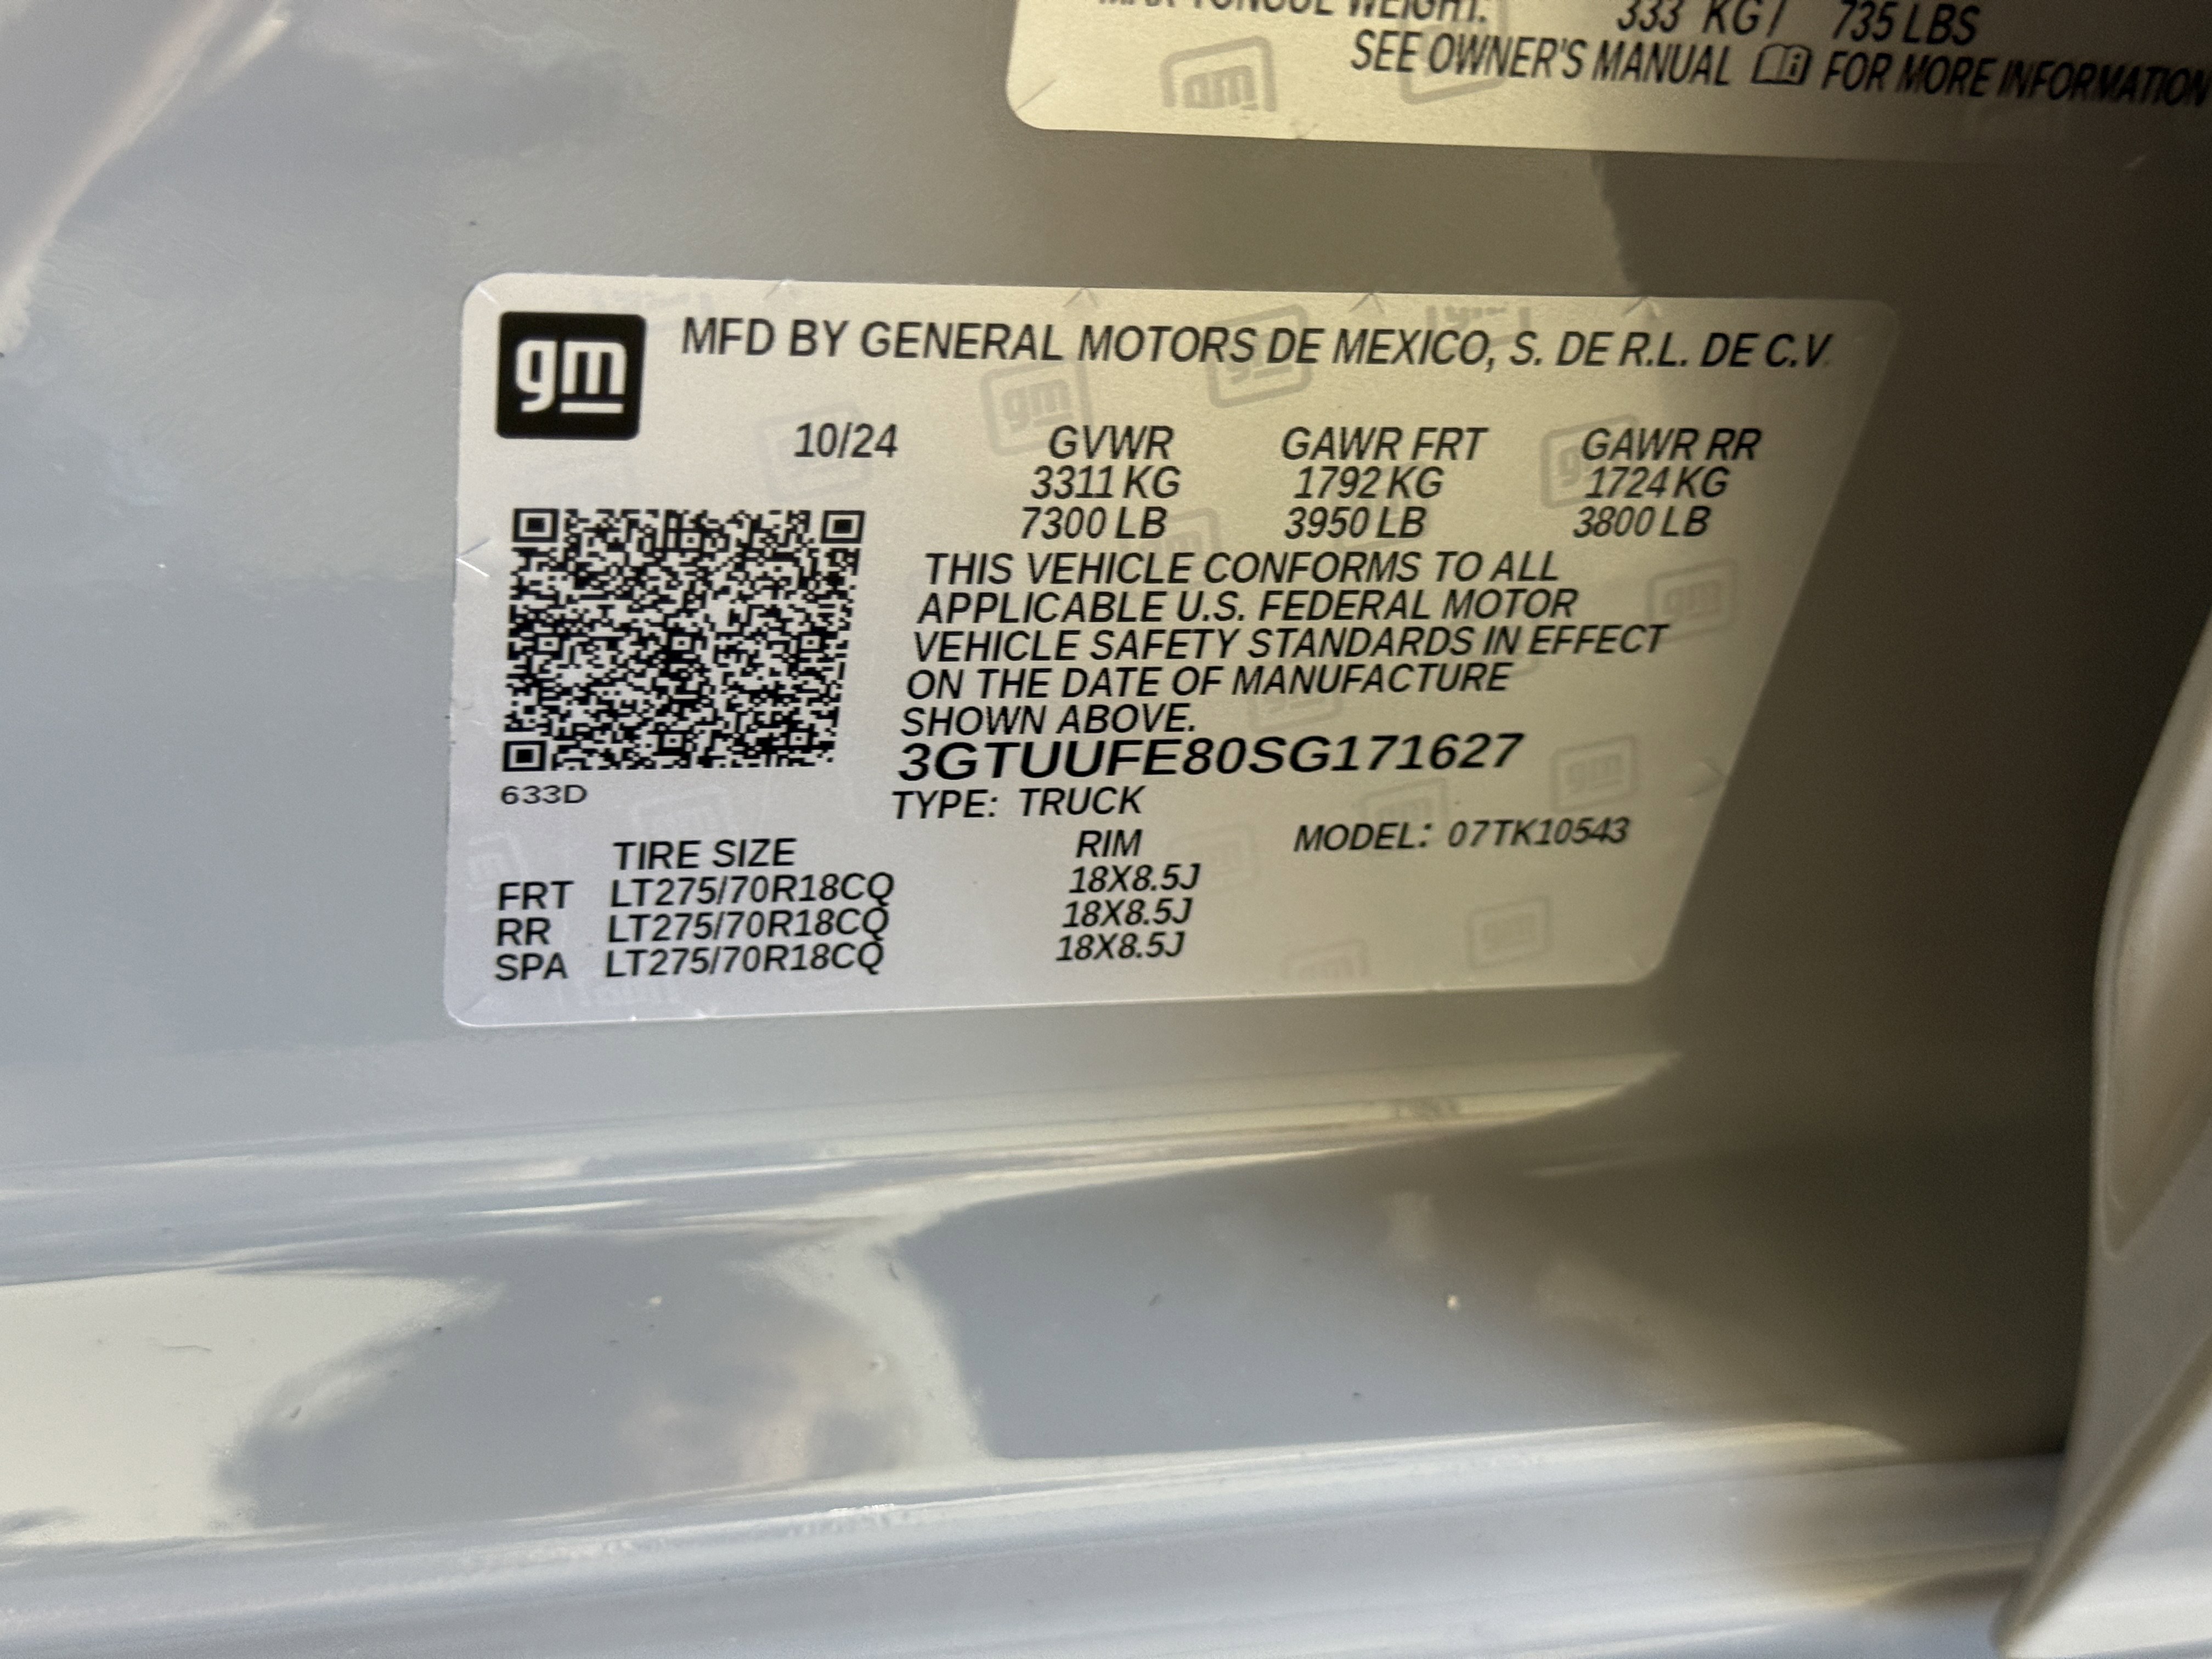 MAX TONGUE WEIGHT: 333 KG / 735 LBS
SEE OWNER'S MANUAL FOR MORE INFORMATION
gm
MFD BY GENERAL MOTORS DE MEXICO, S. DE R.L. DE C.V.
10/24 GVWR GAWR FRT GAWR RR
3311 KG 1792 KG 1724 KG
7300 LB 3950 LB 3800 LB
THIS VEHICLE CONFORMS TO ALL
APPLICABLE U.S. FEDERAL MOTOR
VEHICLE SAFETY STANDARDS IN EFFECT
ON THE DATE OF MANUFACTURE
SHOWN ABOVE.
3GTUUFE80SG171627
633D
TYPE: TRUCK
TIRE SIZE RIM MODEL: 07TK10543
FRT LT275/70R18CQ 18X8.5J
RR LT275/70R18CQ 18X8.5J
SPA LT275/70R18CQ 18X8.5J